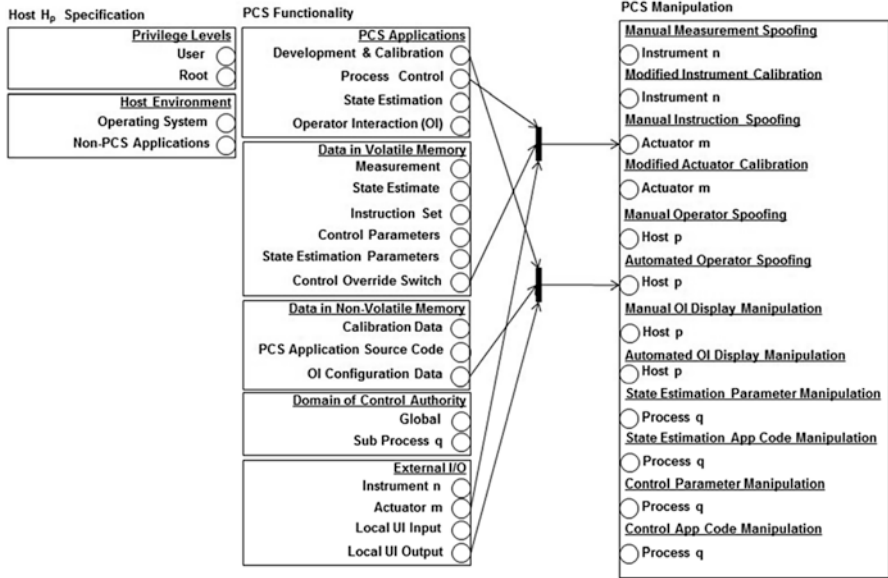 Host Hp Specification
Privilege Levels
User
Root
Host Environment
Operating System
Non-PCS Applications
PCS Functionality
PCS Applications
Development & Calibration
Process Control
State Estimation
Operator Interaction (OI)
Data in Volatile Memory
Measurement
State Estimate
Instruction Set
Control Parameters
State Estimation Parameters
Control Override Switch
Data in Non-Volatile Memory
Calibration Data
PCS Application Source Code
OI Configuration Data
Domain of Control Authority
Global
Sub Process q
External I/O
Instrument n
Actuator m
Local UI Input
Local UI Output
PCS Manipulation
Manual Measurement Spoofing
Instrument n
Modified Instrument Calibration
Instrument n
Manual Instruction Spoofing
Actuator m
Modified Actuator Calibration
Actuator m
Manual Operator Spoofing
Host p
Automated Operator Spoofing
Host p
Manual OI Display Manipulation
Host p
Automated OI Display Manipulation
Host p
State Estimation Parameter Manipulation
Process q
State Estimation App Code Manipulation
Process q
Control Parameter Manipulation
Process q
Control App Code Manipulation
Process q